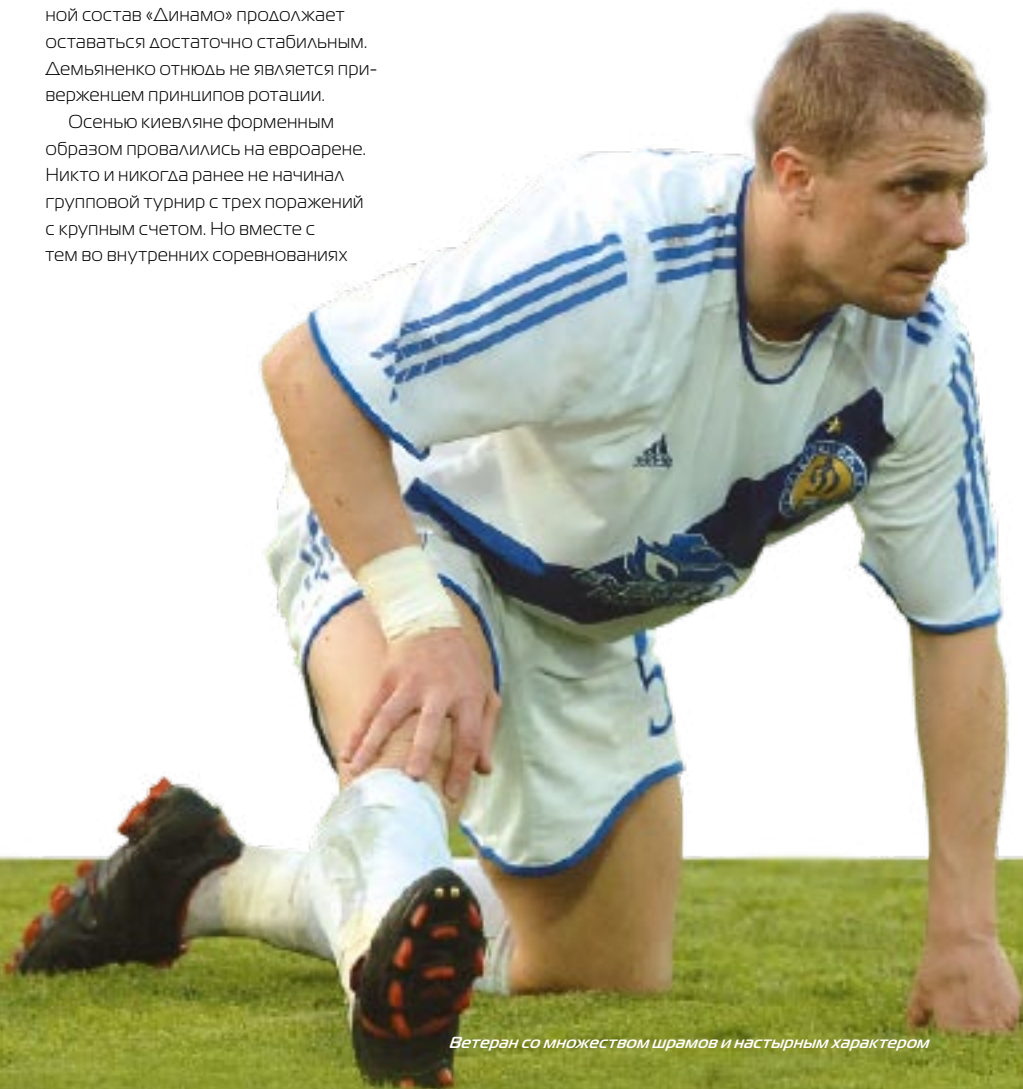 ной состав «Динамо» продолжает
оставаться достаточно стабильным.
Демьяненко отнюдь не является при-
верженцем принципов ротации.
Осенью киевляне форменным
образом провалились на евроарене.
Никто и никогда ранее не начинал
групповой турнир с трех поражений
с крупным счетом. Но вместе с
тем во внутренних соревнованиях
5
Ветеран со множеством шрамов и настырным характером